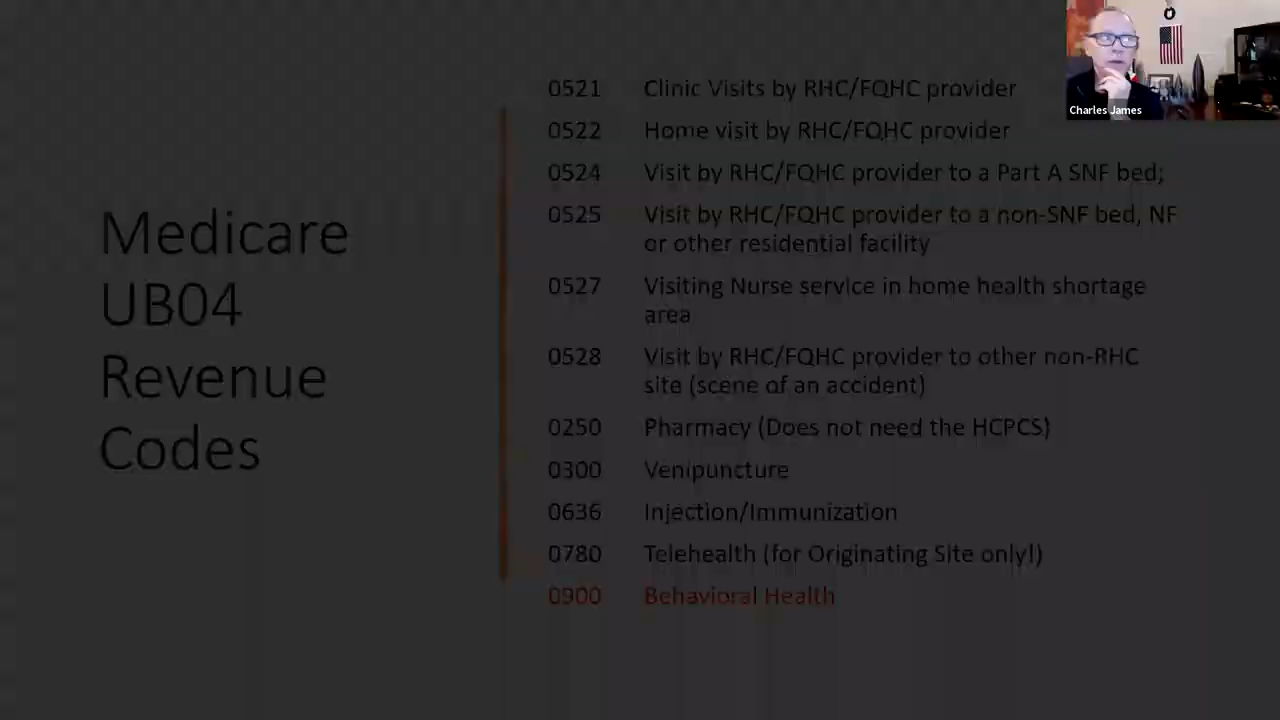 Medicare
UB04
Revenue
Codes
0521 Clinic Visits by RHC/FQHC provider
0522 Home visit by RHC/FQHC provider
0524 Visit by RHC/FQHC provider to a Part A SNF bed;
0525 Visit by RHC/FQHC provider to a non-SNF bed, NF
or other residential facility
0527 Visiting Nurse service in home health shortage
area
0528 Visit by RHC/FQHC provider to other non-RHC
site (scene of an accident)
0250 Pharmacy (Does not need the HCPCS)
0300 Venipuncture
0636 Injection/Immunization
0780 Telehealth (for Originating Site only!)
0900 Behavioral Health
Charles James